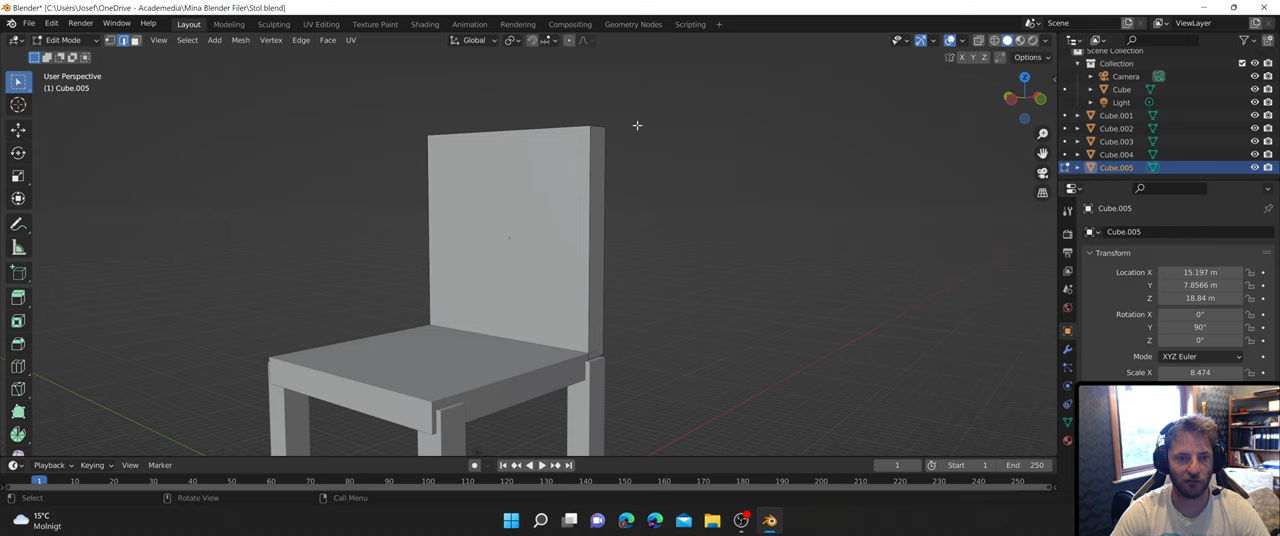 Blender* [C:\Users\Josef\OneDrive - Academedia\Mina Blender Filer\Stol.blend]
File Edit Render Window Help Layout Modeling Sculpting UV Editing Texture Paint Shading Animation Rendering Compositing Geometry Nodes Scripting Scene ViewLayer
Edit Mode View Select Add Mesh Vertex Edge Face UV Global
X Y Z Options
User Perspective
(1) Cube.005
Z
Scene Collection
Collection
Camera
Cube
Light
Cube.001
Cube.002
Cube.003
Cube.004
Cube.005
Cube.005
Cube.005
Transform
Location X 15.197 m
Y 7.8566 m
Z 18.84 m
Rotation X 0°
Y 90°
Z 0°
Mode XYZ Euler
Scale X 8.474
Playback Keying View Marker 1 Start 1 End 250
1 10 20 30 40 50 60 70 80 90 100 110 120 130 140 150 160 170 180 190 200 210 220 230 240 250
Select Rotate View Call Menu
15°C
Molnigt